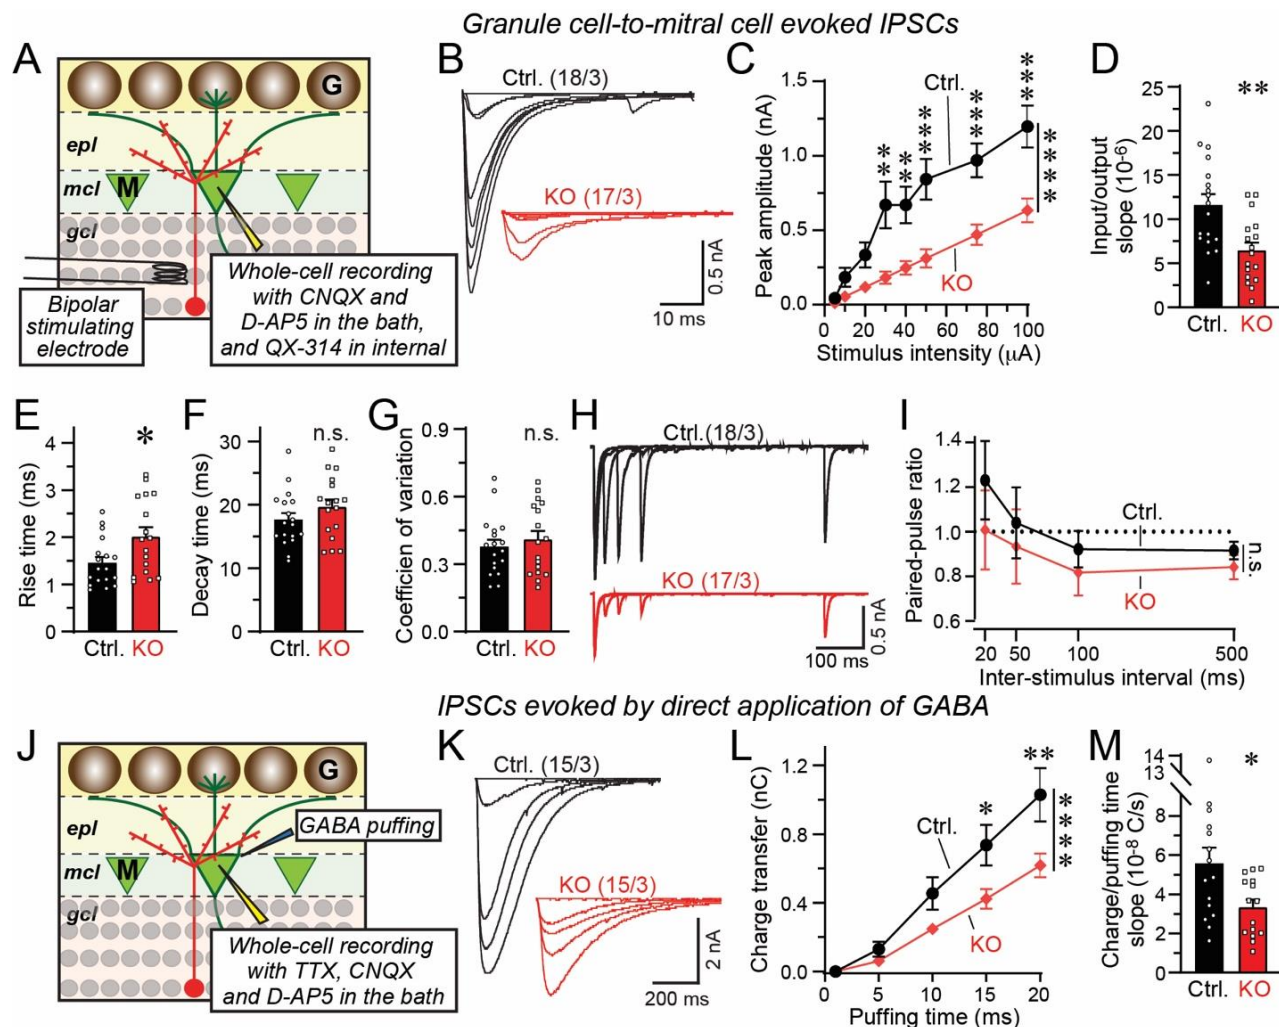 Granule cell-to-mitral cell evoked IPSCs
A
G
epl
mcl
M
gcl
Bipolar
stimulating
electrode
Whole-cell recording
with CNQX and
D-AP5 in the bath,
and QX-314 in internal
B
Ctrl. (18/3)
KO (17/3)
0.5 nA
10 ms
C
Peak amplitude (nA)
1.5
1.0
0.5
0.0
0
20
40
60
80
100
Stimulus intensity (μA)
Ctrl.
KO
**
**
***
***
***
****
D
**
Input/output
slope (10-6)
25
20
15
10
5
0
Ctrl. KO
E
*
Rise time (ms)
4
3
2
1
0
Ctrl. KO
F
n.s.
Decay time (ms)
30
20
10
0
Ctrl. KO
G
n.s.
Coefficien of variation
0.9
0.6
0.3
0.0
Ctrl. KO
H
Ctrl.(18/3)
KO (17/3)
0.5 nA
100 ms
I
Paired-pulse ratio
1.4
1.2
1.0
0.8
0.6
Ctrl.
KO
n.s.
20 50 100 500
Inter-stimulus interval (ms)
IPSCs evoked by direct application of GABA
J
G
epl
GABA puffing
mcl
M
gcl
Whole-cell recording
with TTX, CNQX
and D-AP5 in the bath
K
Ctrl. (15/3)
KO (15/3)
2 nA
200 ms
L
Charge transfer (nC)
1.2
0.8
0.4
0.0
Ctrl.
KO
*
**
****
0 5 10 15 20
Puffing time (ms)
M
*
Charge/puffing time
slope (10-8 C/s)
14
13
8
6
4
2
0
Ctrl. KO